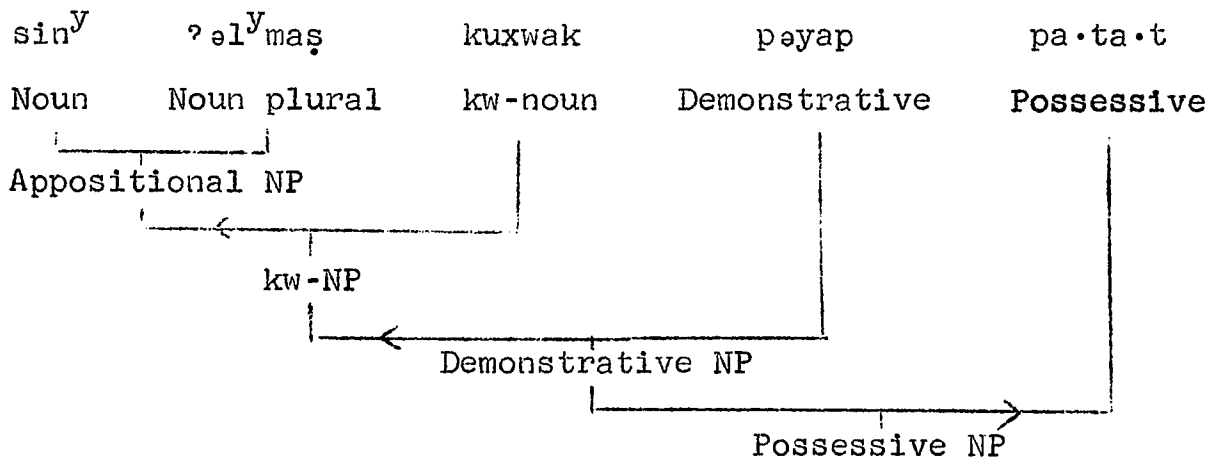 sinʸ ˀəlʸmaṣ kuxwak pəyap pa·ta·t
Noun Noun plural kw-noun Demonstrative Possessive
Appositional NP
kw-NP
Demonstrative NP
Possessive NP